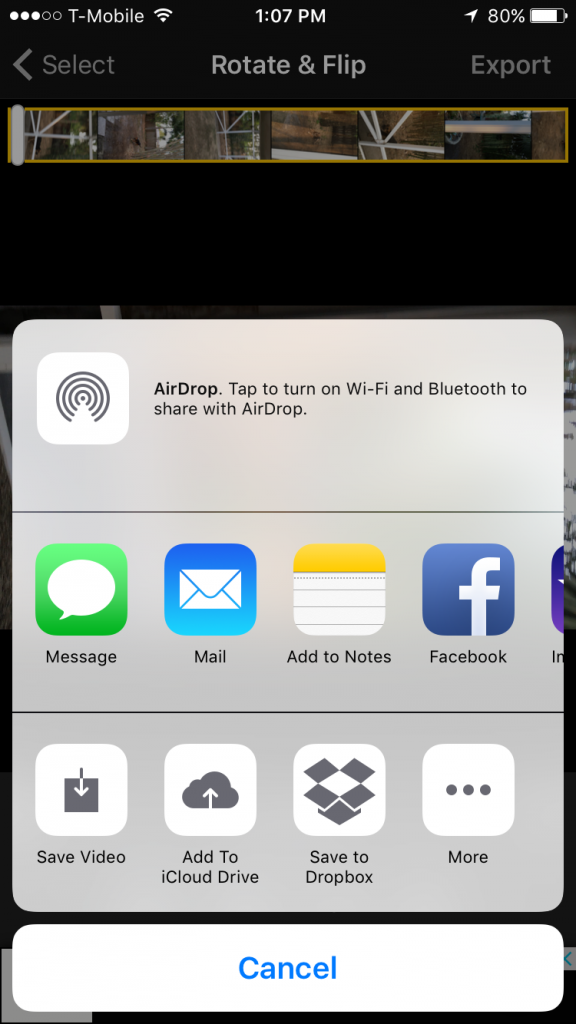 T-Mobile 1:07 PM 80%
Select Rotate & Flip Export
AirDrop. Tap to turn on Wi-Fi and Bluetooth to
share with AirDrop.
Message Mail Add to Notes Facebook
Save Video Add To Save to More
iCloud Drive Dropbox
Cancel